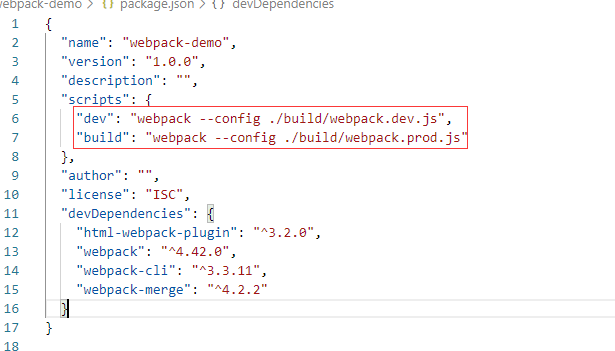 webpack-demo > {} package.json > {} devDependencies
1 {
2 "name": "webpack-demo",
3 "version": "1.0.0",
4 "description": "",
5 "scripts": {
6 "dev": "webpack --config ./build/webpack.dev.js",
7 "build": "webpack --config ./build/webpack.prod.js"
8 },
9 "author": "",
10 "license": "ISC",
11 "devDependencies": {
12 "html-webpack-plugin": "^3.2.0",
13 "webpack": "^4.42.0",
14 "webpack-cli": "^3.3.11",
15 "webpack-merge": "^4.2.2"
16 }
17 }
18